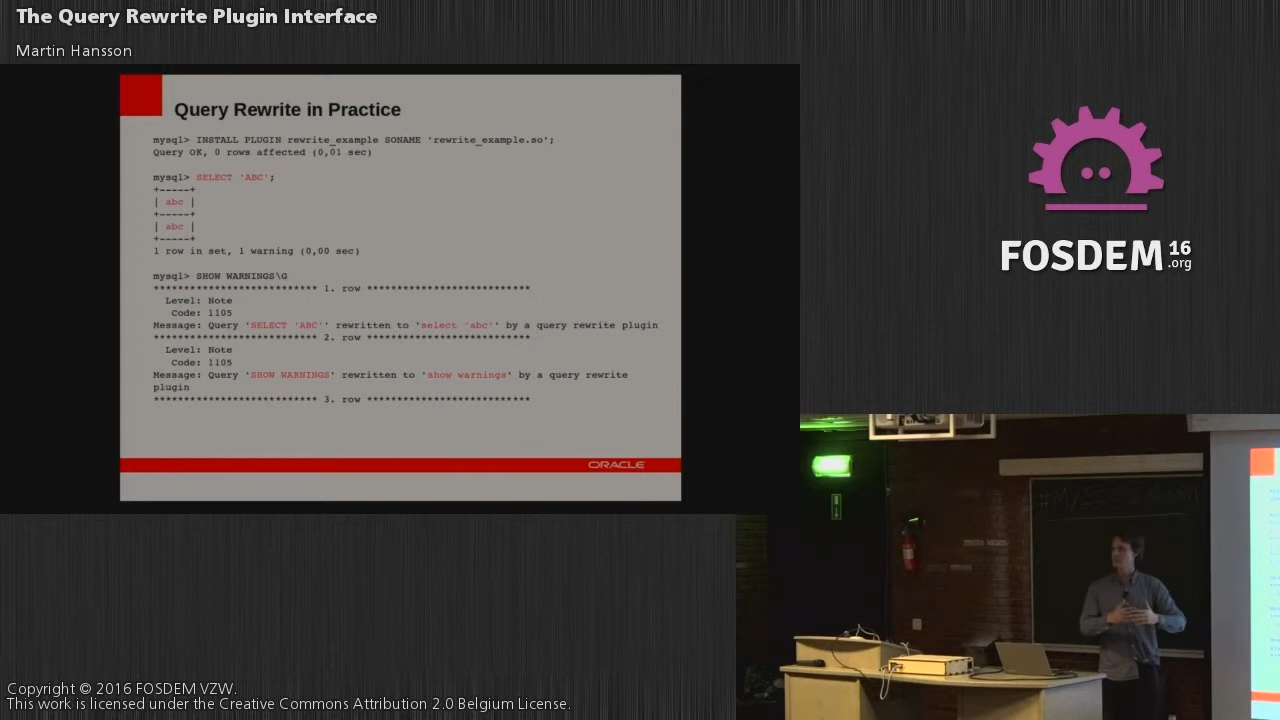 The Query Rewrite Plugin Interface
Martin Hansson
Query Rewrite in Practice
mysql> INSTALL PLUGIN rewrite_example SONAME 'rewrite_example.so';
Query OK, 0 rows affected (0,01 sec)
mysql> SELECT 'ABC';
+-----+
| abc |
+-----+
| abc |
+-----+
1 row in set, 1 warning (0,00 sec)
mysql> SHOW WARNINGS\G
*************************** 1. row ***************************
Level: Note
Code: 1105
Message: Query 'SELECT 'ABC'' rewritten to 'select 'abc'' by a query rewrite plugin
*************************** 2. row ***************************
Level: Note
Code: 1105
Message: Query 'SHOW WARNINGS' rewritten to 'show warnings' by a query rewrite
plugin
*************************** 3. row ***************************
ORACLE
FOSDEM 16
.org
Copyright © 2016 FOSDEM VZW.
This work is licensed under the Creative Commons Attribution 2.0 Belgium License.